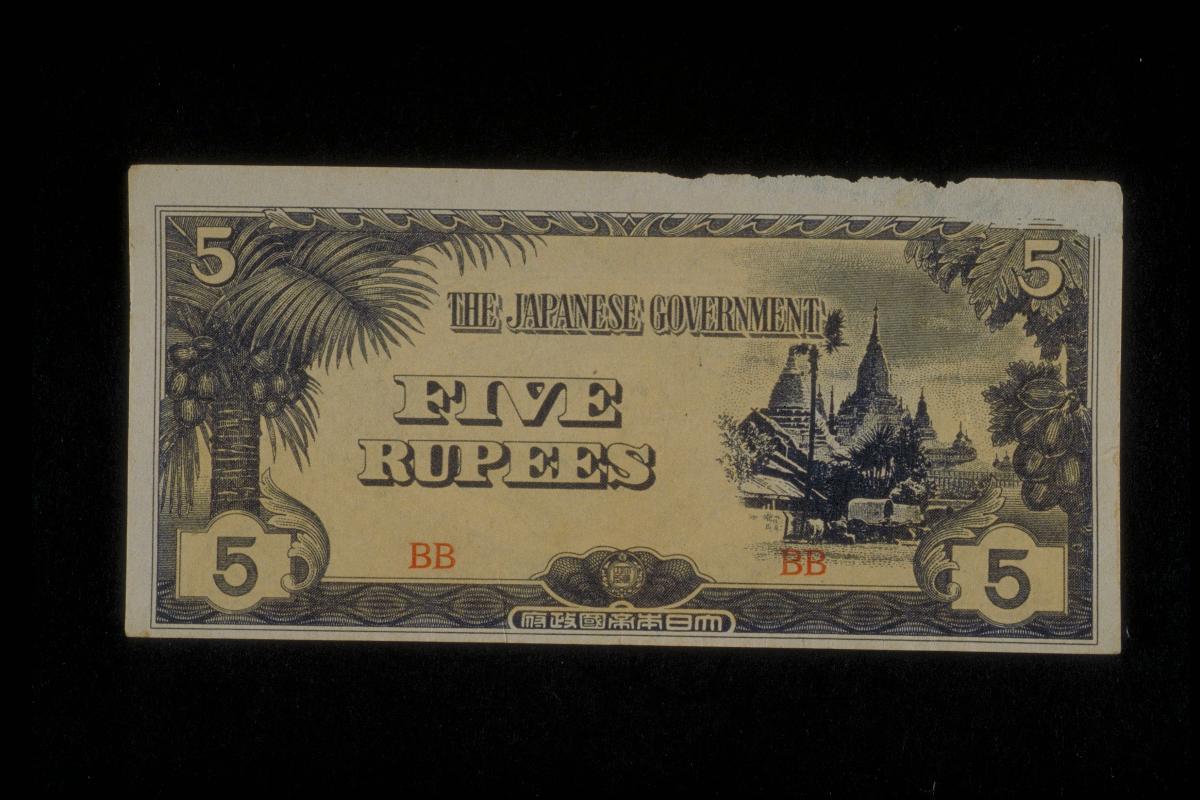 5 5
THE JAPANESE GOVERNMENT
FIVE
RUPEES
BB BB
5 5
府政國帝本日大